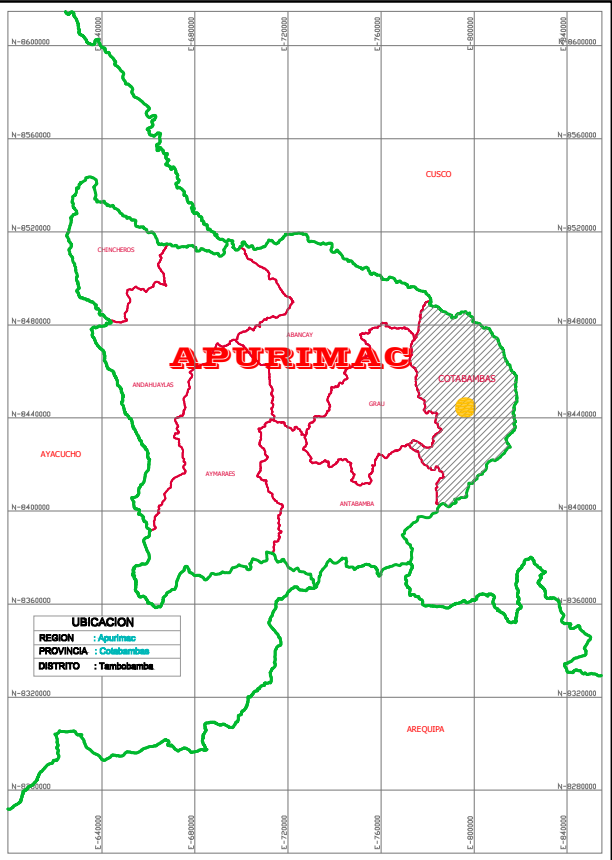 E-640000
E-680000
E-720000
E-760000
E-800000
E-840000
N-8600000
N-8600000
N-8560000
N-8560000
CUSCO
N-8520000
N-8520000
CHINCHEROS
N-8480000
N-8480000
ABANCAY
APURIMAC
COTABAMBAS
ANDAHUAYLAS
GRAU
N-8440000
N-8440000
AYACUCHO
AYMARAES
ANTABAMBA
N-8400000
N-8400000
N-8360000
N-8360000
UBICACION
REGION : Apurimac
PROVINCIA : Cotabambas
DISTRITO : Tambobamba
N-8320000
N-8320000
AREQUIPA
N-8280000
N-8280000
E-640000
E-680000
E-720000
E-760000
E-800000
E-840000